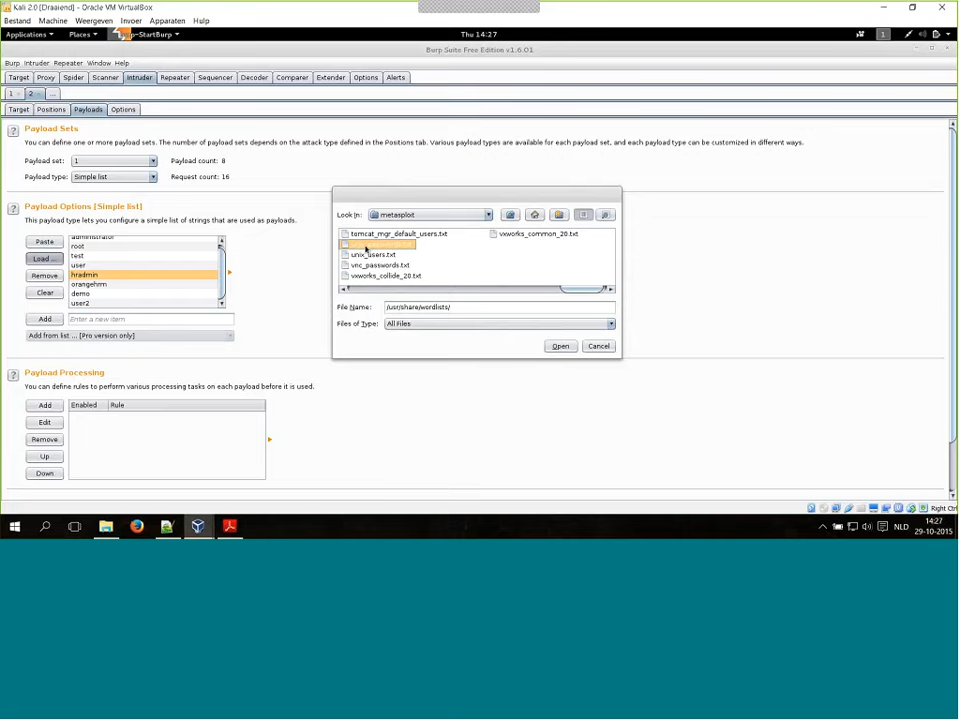 Kali 2.0 [Draaiend] - Oracle VM VirtualBox
Bestand Machine Weergeven Invoer Apparaten Help
Applications Places Thu 14:27 1
Burp Suite Free Edition v1.6.01
Burp Intruder Repeater Window Help
Target Proxy Spider Scanner Intruder Repeater Sequencer Decoder Comparer Extender Options Alerts
1 2 ...
Target Positions Payloads Options
? Payload Sets
You can define one or more payload sets. The number of payload sets depends on the attack type defined in the Positions tab. Various payload types are available for each payload set, and each payload type can be customized in different ways.
Payload set: 1 Payload count: 8
Payload type: Simple list Request count: 16
? Payload Options [Simple list]
This payload type lets you configure a simple list of strings that are used as payloads.
Paste
Load ...
Remove
Clear
administrator
root
test
user
hradmin
orangehrm
demo
user2
Add Enter a new item
Add from list ... [Pro version only]
Look In: metasploit
tomcat_mgr_default_users.txt vxworks_common_20.txt
unix_users.txt
vnc_passwords.txt
vxworks_collide_20.txt
File Name: /usr/share/wordlists/
Files of Type: All Files
Open Cancel
? Payload Processing
You can define rules to perform various processing tasks on each payload before it is used.
Add Enabled Rule
Edit
Remove
Up
Down
Right Ctrl
NLD 14:27
29-10-2015